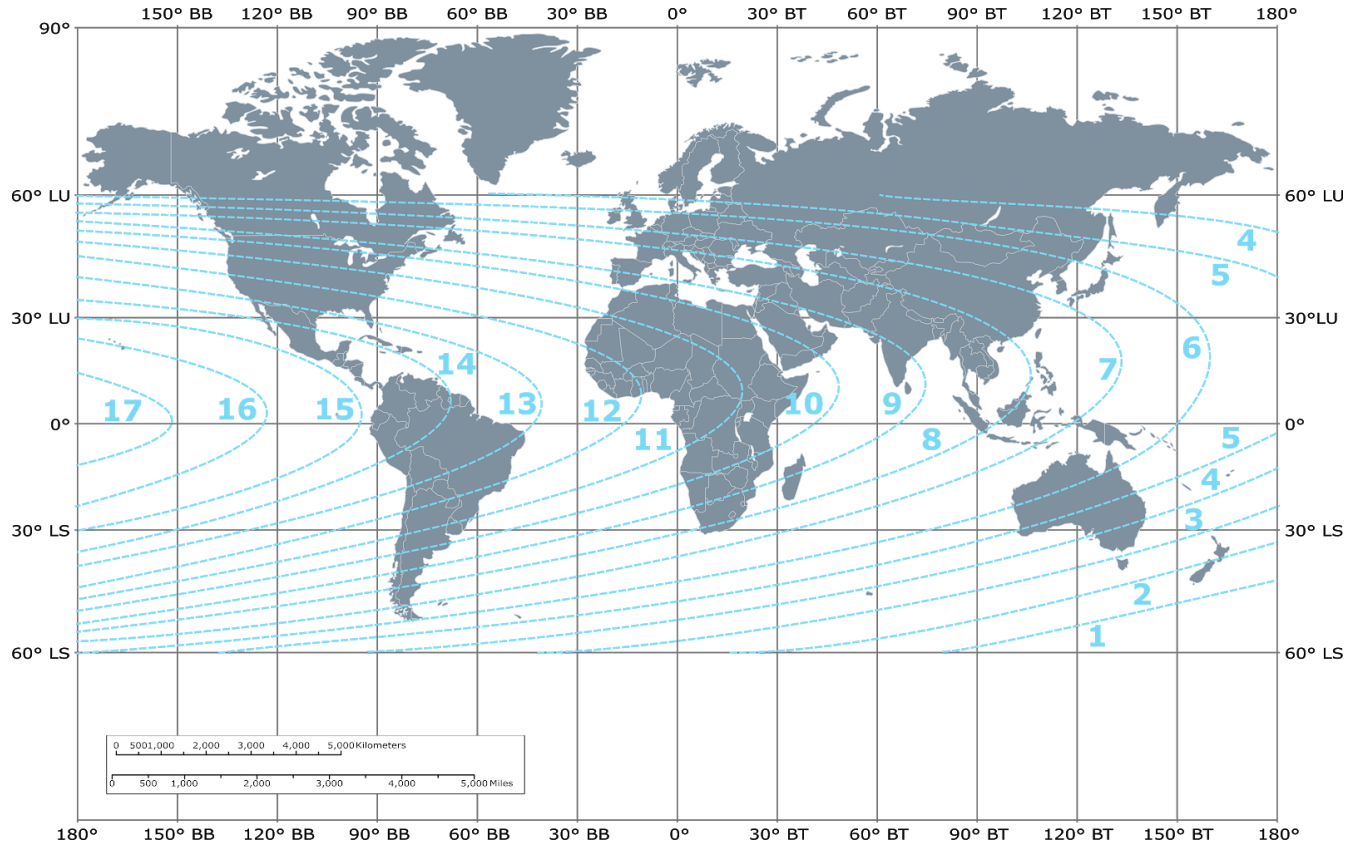 150° BB 120° BB 90° BB 60° BB 30° BB 0° 30° BT 60° BT 90° BT 120° BT 150° BT 180°
90°
60° LU 60° LU
4
5
30° LU 30°LU
6
14 7
17 16 15 13 12 10 9
0° 0°
11 8 5
4
3
30° LS 30° LS
2
1
60° LS 60° LS
0 5001,000 2,000 3,000 4,000 5,000Kilometers
0 500 1,000 2,000 3,000 4,000 5,000 Miles
180° 150° BB 120° BB 90° BB 60° BB 30° BB 0° 30° BT 60° BT 90° BT 120° BT 150° BT 180°